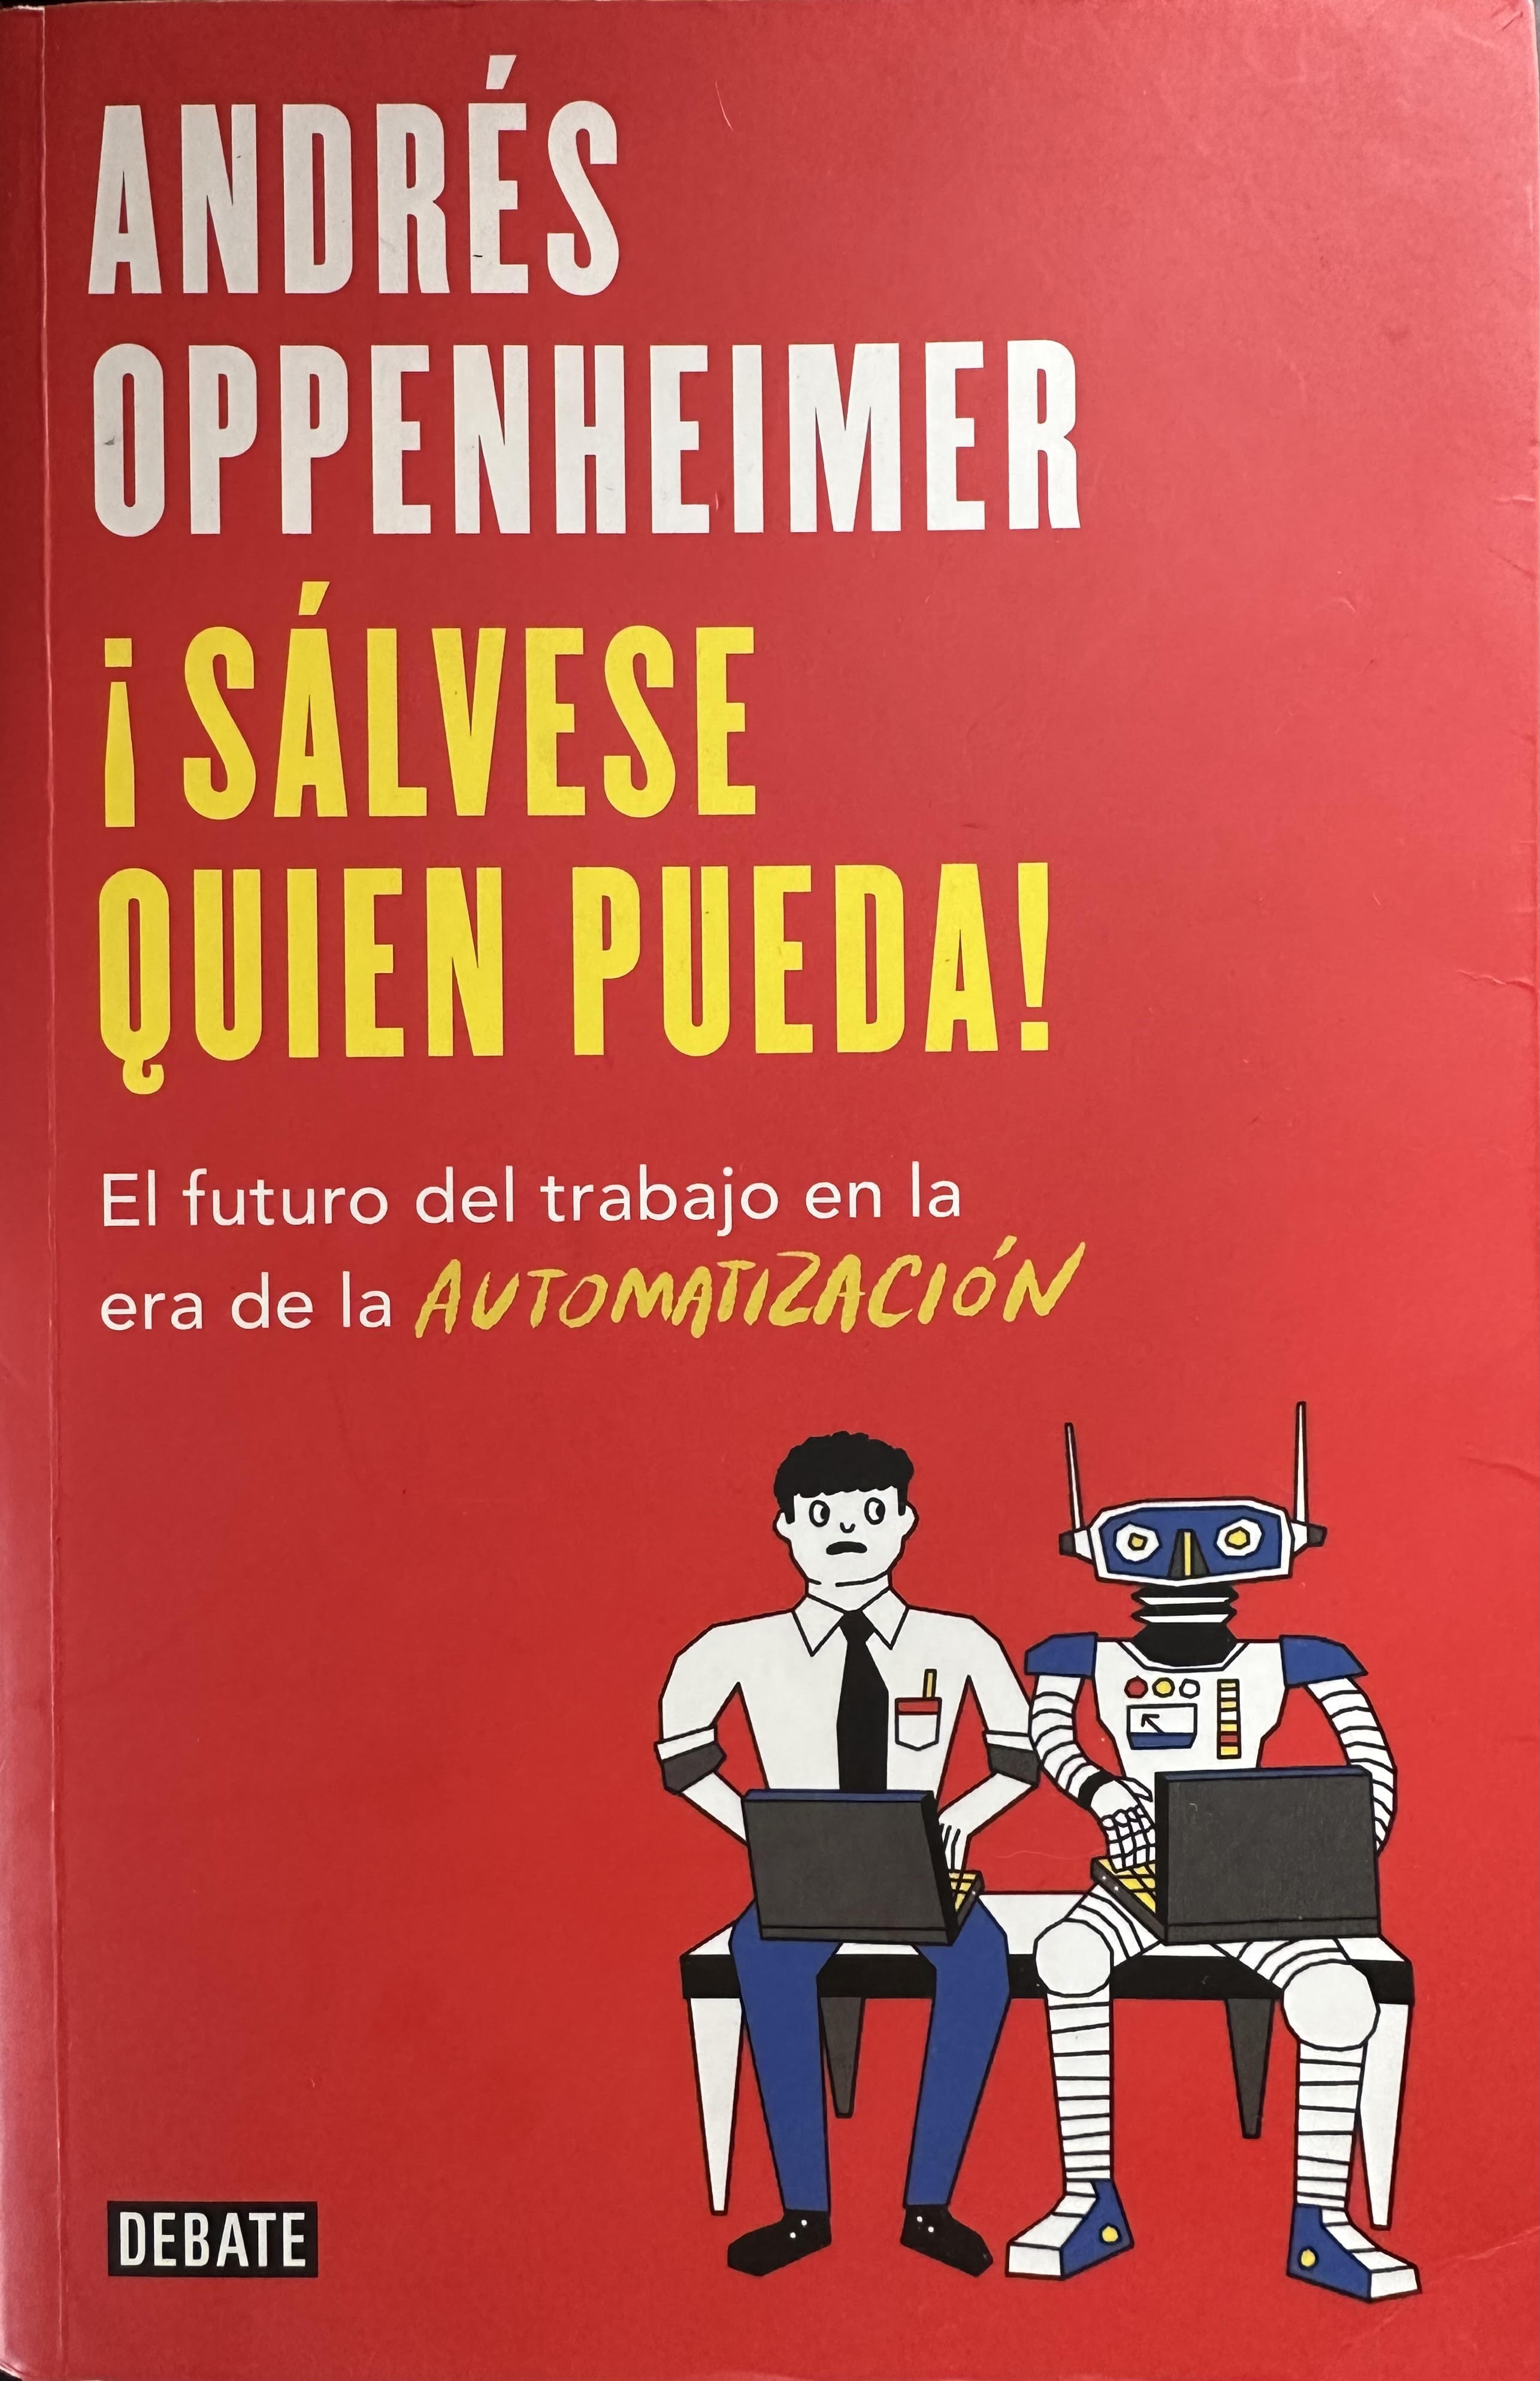 ANDRÉS
OPPENHEIMER
¡SÁLVESE
QUIEN PUEDA!
El futuro del trabajo en la
era de la AUTOMATIZACIÓN
DEBATE